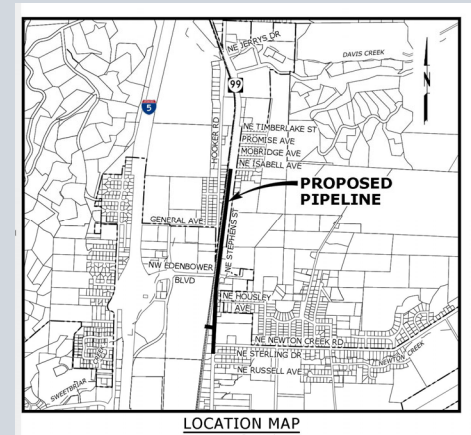 NE JERRYS DR
DAVIS CREEK
99
5
N
HOOKER RD
NE TIMBERLAKE ST
PROMISE AVE
MOBRIDGE AVE
NE ISABELL AVE
PROPOSED
PIPELINE
GENERAL AVE
NE STEPHENS ST
NW EDENBOWER
BLVD
NE HOUSLEY
AVE
NE NEWTON CREEK RD
NE STERLING DR
NEWTON CREEK
NE RUSSELL AVE
SWEETBRIAR
LOCATION MAP